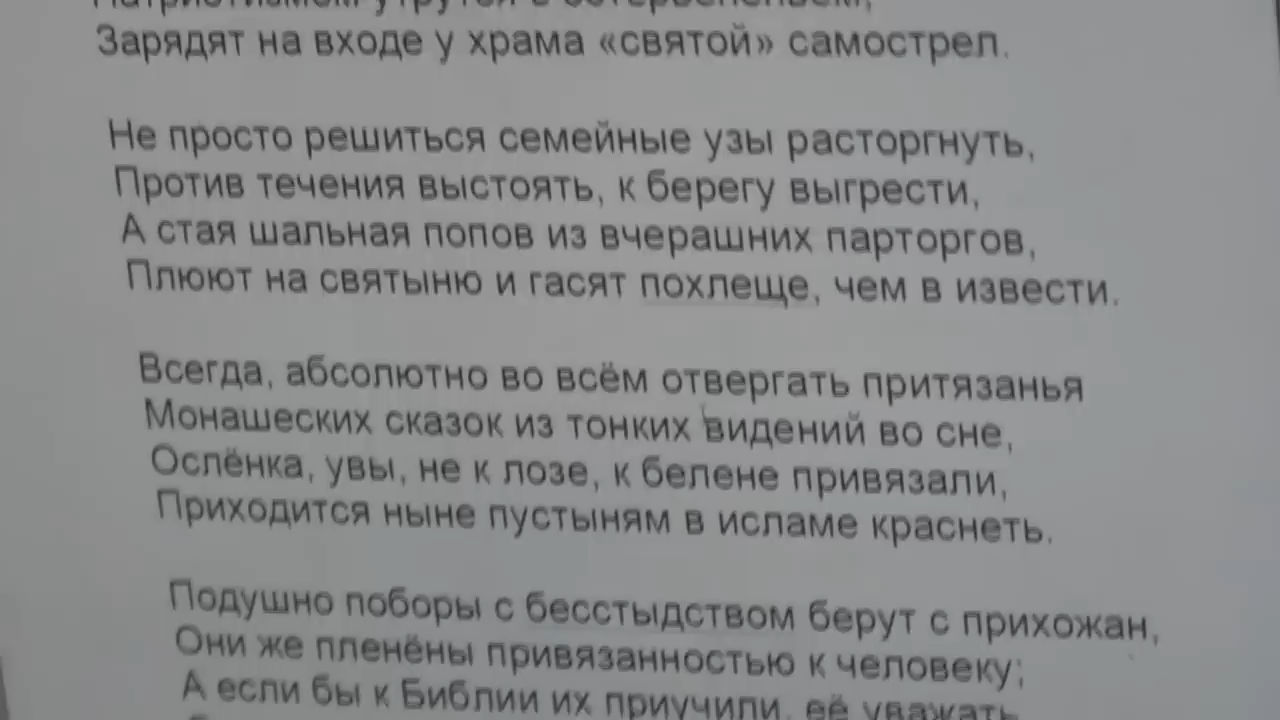 Зарядят на входе у храма «святой» самострел.
Не просто решиться семейные узы расторгнуть,
Против течения выстоять, к берегу выгрести,
А стая шальная попов из вчерашних парторгов,
Плюют на святыню и гасят похлеще, чем в извести.
Всегда, абсолютно во всём отвергать притязанья
Монашеских сказок из тонких видений во сне,
Ослёнка, увы, не к лозе, к белене привязали,
Приходится ныне пустыням в исламе краснеть.
Подушно поборы с бесстыдством берут с прихожан,
Они же пленёны привязанностью к человеку;
А если бы к Библии их приучили, её уважать